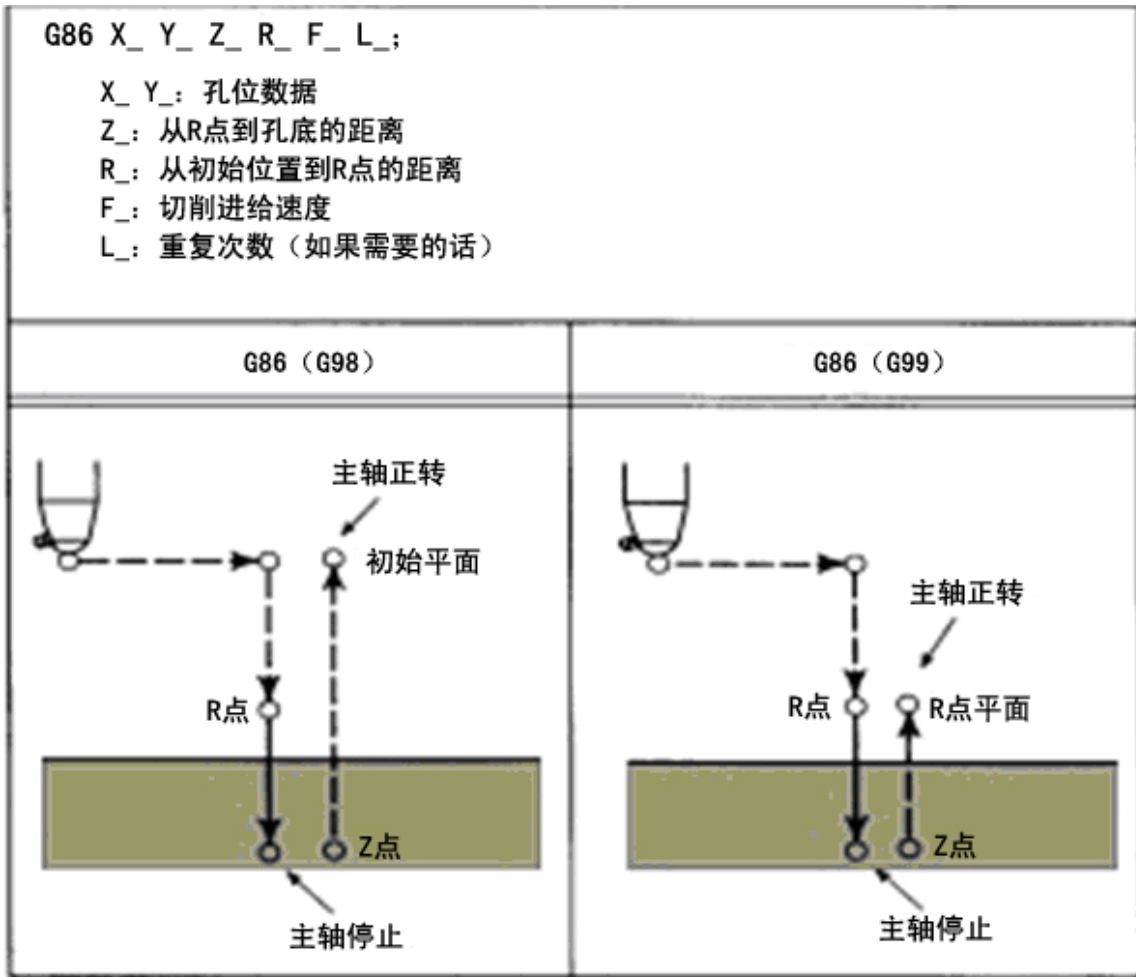 G86 X_ Y_ Z_ R_ F_ L_;
X_ Y_: 孔位数据
Z_: 从R点到孔底的距离
R_: 从初始位置到R点的距离
F_: 切削进给速度
L_: 重复次数（如果需要的话）
G86（G98）
G86（G99）
主轴正转
初始平面
R点
Z点
主轴停止
主轴正转
R点
R点平面
Z点
主轴停止